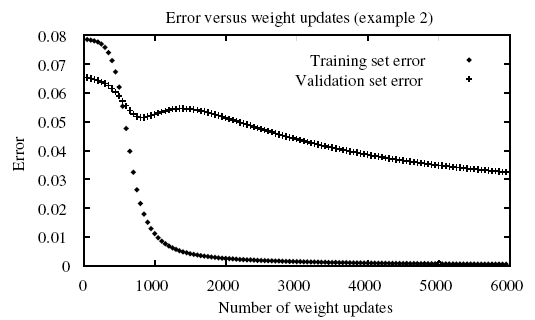 Error versus weight updates (example 2)
0.08
0.07
0.06
0.05
0.04
0.03
0.02
0.01
0
Error
Training set error
Validation set error
0 1000 2000 3000 4000 5000 6000
Number of weight updates